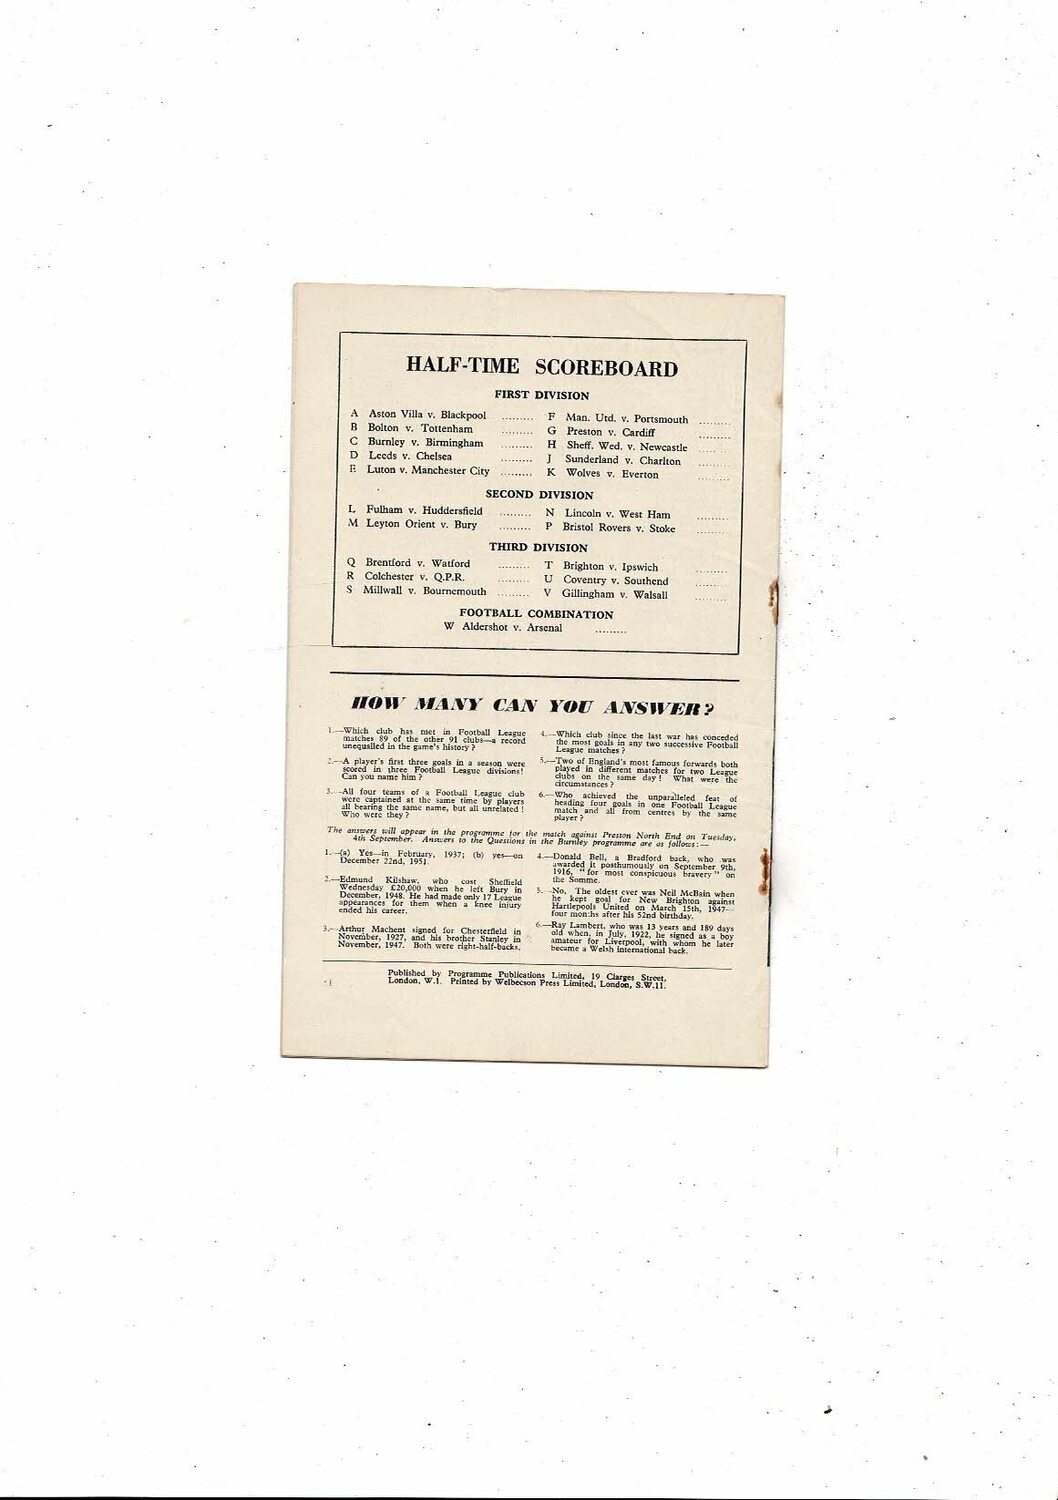 HALF-TIME SCOREBOARD
FIRST DIVISION
A Aston Villa v. Blackpool .........
B Bolton v. Tottenham .........
C Burnley v. Birmingham .........
D Leeds v. Chelsea .........
E Luton v. Manchester City .........
F Man. Utd. v. Portsmouth .........
G Preston v. Cardiff .........
H Sheff. Wed. v. Newcastle .........
J Sunderland v. Charlton .........
K Wolves v. Everton .........
SECOND DIVISION
L Fulham v. Huddersfield .........
M Leyton Orient v. Bury .........
N Lincoln v. West Ham .........
P Bristol Rovers v. Stoke .........
THIRD DIVISION
Q Brentford v. Watford .........
R Colchester v. Q.P.R. .........
S Millwall v. Bournemouth .........
T Brighton v. Ipswich .........
U Coventry v. Southend .........
V Gillingham v. Walsall .........
FOOTBALL COMBINATION
W Aldershot v. Arsenal .........
HOW MANY CAN YOU ANSWER?
1.—Which club has met in Football League
matches 89 of the other 91 clubs—a record
unequalled in the game's history ?
2.—A player's first three goals in a season were
scored in three Football League divisions!
Can you name him ?
3.—All four teams of a Football League club
were captained at the same time by players
all bearing the same name, but all unrelated !
Who were they ?
4.—Which club since the last war has conceded
the most goals in any two successive Football
League matches ?
5.—Two of England's most famous forwards both
played in different matches for two League
clubs on the same day ! What were the
circumstances ?
6.—Who achieved the unparalleled feat of
heading four goals in one Football League
match and all from centres by the same
player ?
The answers will appear in the programme for the match against Preston North End on Tuesday,
4th September. Answers to the Questions in the Burnley programme are as follows:—
1.—(a) Yes—in February, 1937; (b) yes—on
December 22nd, 1951.
2.—Edmund Kilshaw, who cost Sheffield
Wednesday £20,000 when he left Bury in
December, 1948. He had made only 17 League
appearances for them when a knee injury
ended his career.
3.—Arthur Machent signed for Chesterfield in
November, 1927, and his brother Stanley in
November, 1947. Both were right-half-backs.
4.—Donald Bell, a Bradford back, who was
awarded it posthumously on September 9th,
1916, "for most conspicuous bravery" on
the Somme.
5.—No. The oldest ever was Neil McBain when
he kept goal for New Brighton against
Hartlepools United on March 15th, 1947—
four months after his 52nd birthday.
6.—Ray Lambert, who was 13 years and 189 days
old when, in July, 1922, he signed as a boy
amateur for Liverpool, with whom he later
became a Welsh international back.
Published by Programme Publications Limited, 19 Clarges Street,
London, W.1. Printed by Welbecson Press Limited, London, S.W.11.